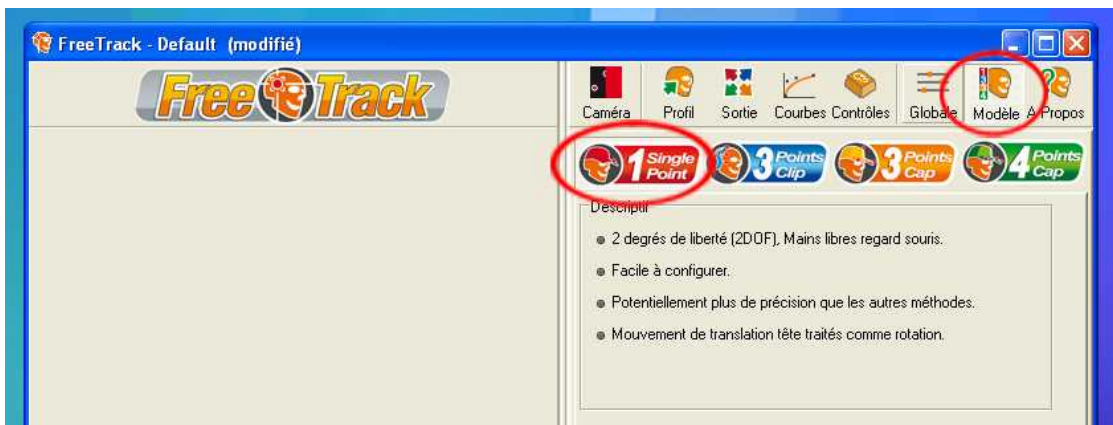 FreeTrack - Default (modifié)
FreeTrack
Caméra Profil Sortie Courbes Contrôles Globale Modèle A Propos
1 Single Point 3 Points Clip 3 Points Cap 4 Points Cap
Descriptif
2 degrés de liberté (2DOF), Mains libres regard souris.
Facile à configurer.
Potentiellement plus de précision que les autres méthodes.
Mouvement de translation tête traités comme rotation.